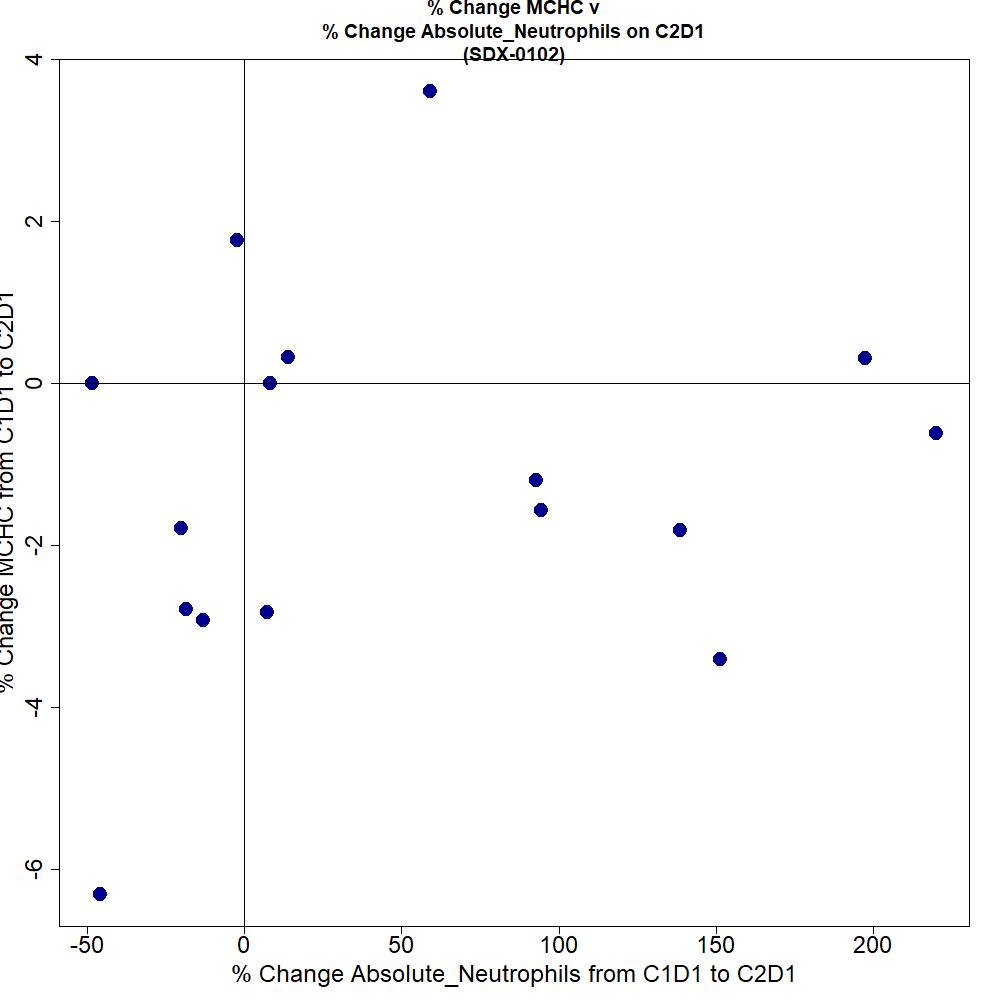 % Change MCHC v
% Change Absolute_Neutrophils on C2D1
(SDX-0102)
% Change MCHC from C1D1 to C2D1
4
2
0
-2
-4
-6
-50
0
50
100
150
200
% Change Absolute_Neutrophils from C1D1 to C2D1